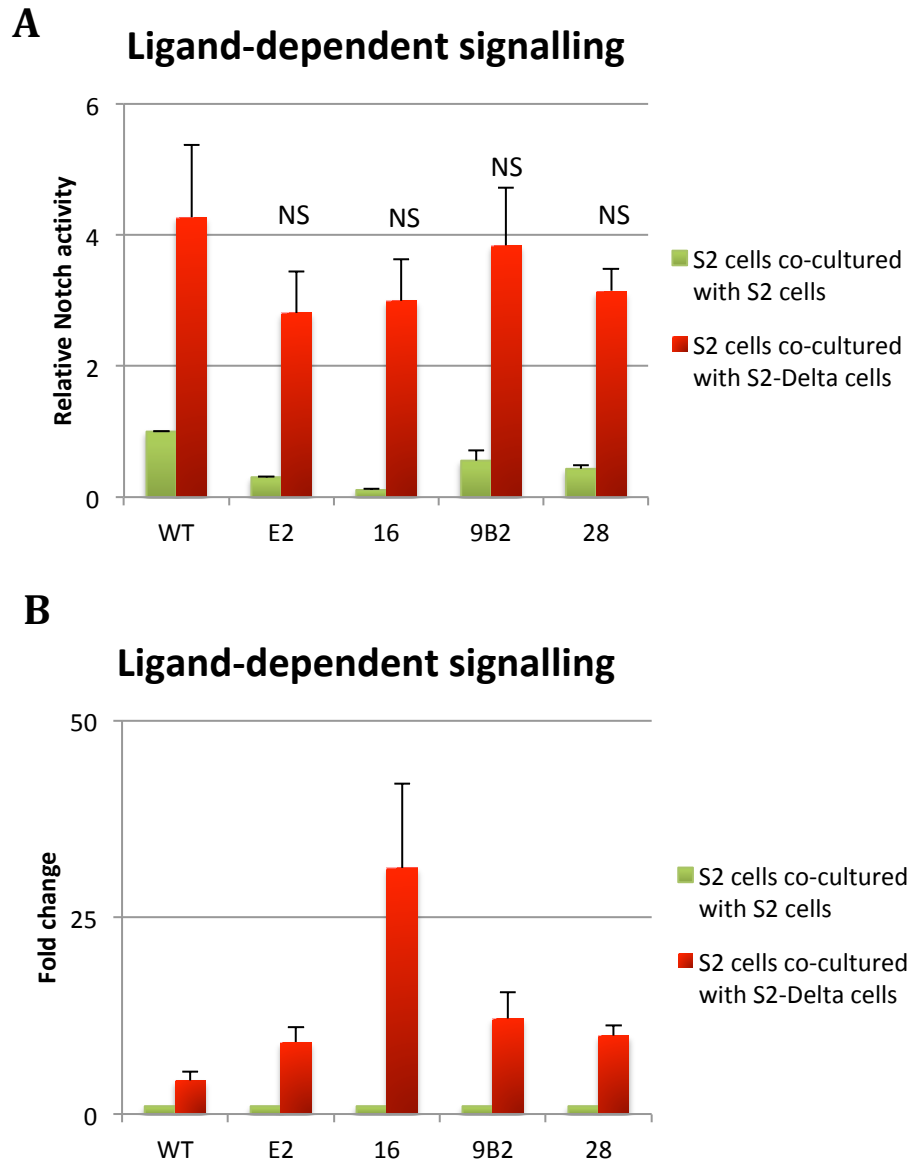 A
Ligand-dependent signalling
Relative Notch activity
6
4
2
0
NS
NS
NS
NS
WT
E2
16
9B2
28
S2 cells co-cultured
with S2 cells
S2 cells co-cultured
with S2-Delta cells
B
Ligand-dependent signalling
Fold change
50
25
0
WT
E2
16
9B2
28
S2 cells co-cultured
with S2 cells
S2 cells co-cultured
with S2-Delta cells